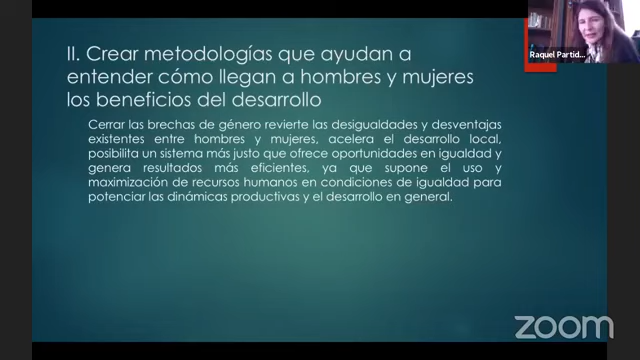 II. Crear metodologías que ayudan a
entender cómo llegan a hombres y mujeres
los beneficios del desarrollo
Cerrar las brechas de género revierte las desigualdades y desventajas
existentes entre hombres y mujeres, acelera el desarrollo local,
posibilita un sistema más justo que ofrece oportunidades en igualdad y
genera resultados más eficientes, ya que supone el uso y
maximización de recursos humanos en condiciones de igualdad para
potenciar las dinámicas productivas y el desarrollo en general.
Raquel Partid...
zoom